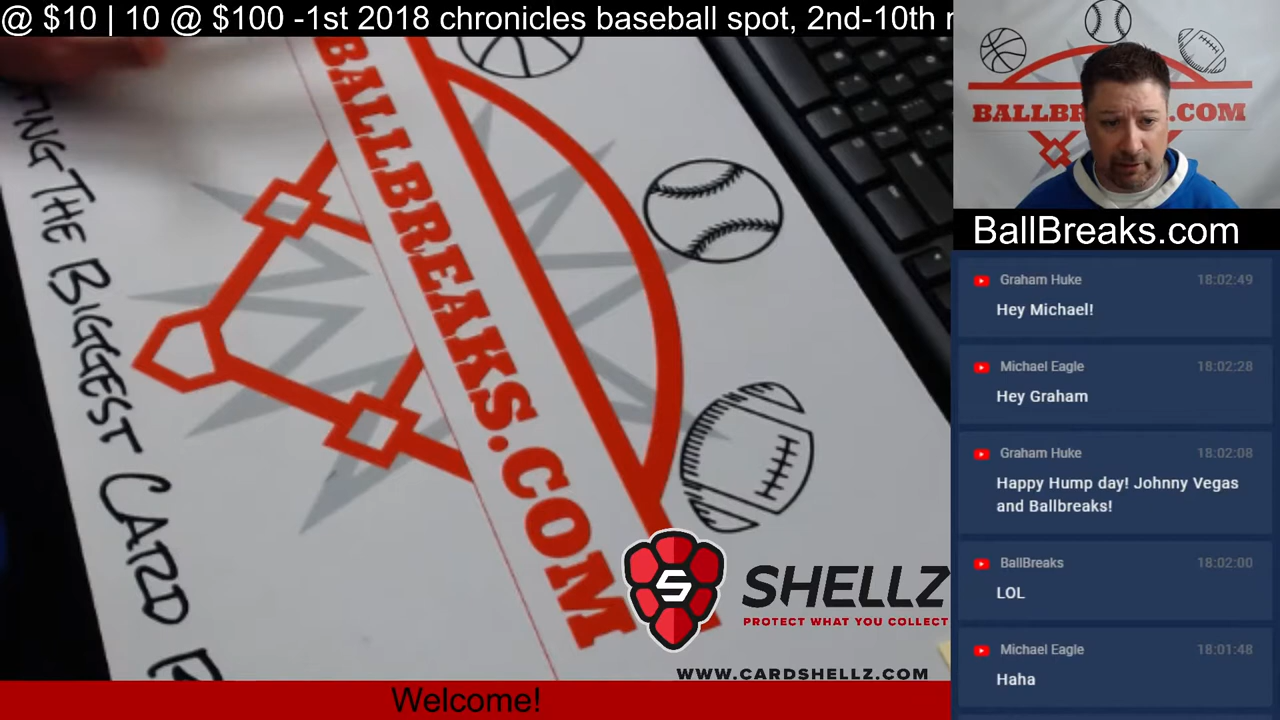 @ $10 | 10 @ $100 -1st 2018 chronicles baseball spot, 2nd-10th
BALLBREAKS.COM
THE BIGGEST CARD
SHELLZ
PROTECT WHAT YOU COLLECT
WWW.CARDSHELLZ.COM
Welcome!
BALLBR .COM
BallBreaks.com
Graham Huke 18:02:49
Hey Michael!
Michael Eagle 18:02:28
Hey Graham
Graham Huke 18:02:08
Happy Hump day! Johnny Vegas
and Ballbreaks!
BallBreaks 18:02:00
LOL
Michael Eagle 18:01:48
Haha